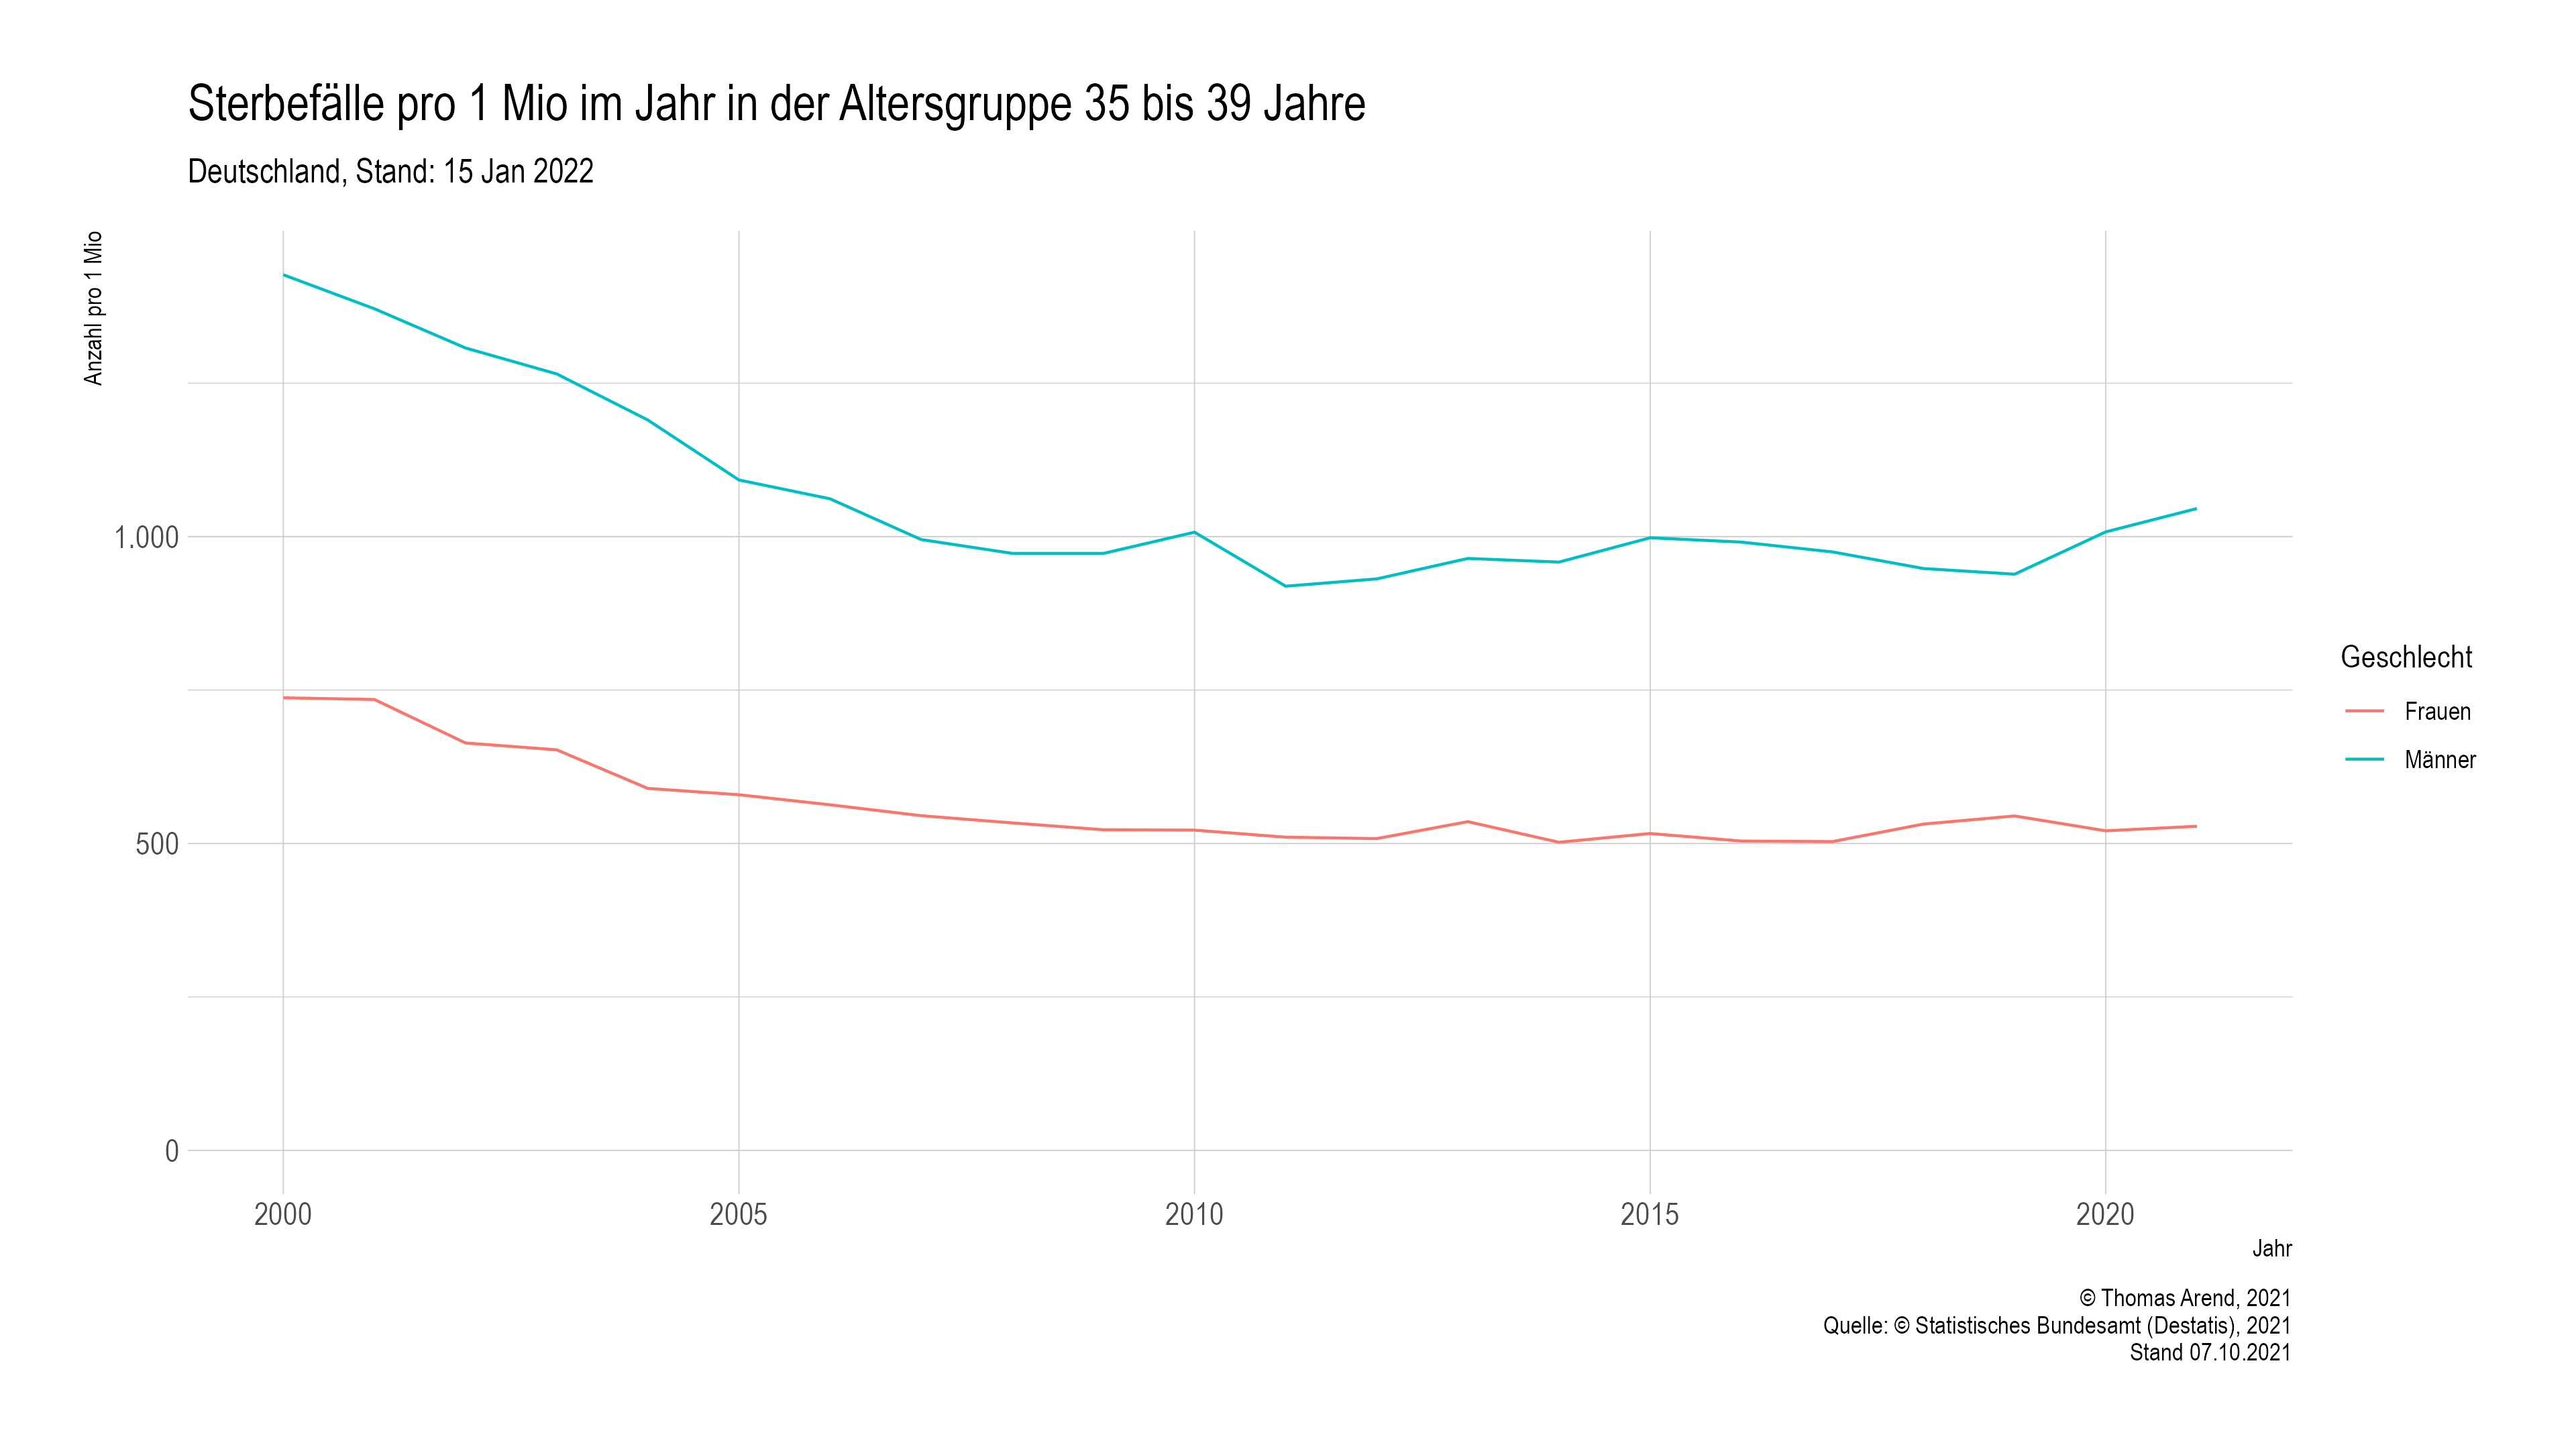 Sterbefälle pro 1 Mio im Jahr in der Altersgruppe 35 bis 39 Jahre
Deutschland, Stand: 15 Jan 2022
Anzahl pro 1 Mio
1.000
500
0
2000
2005
2010
2015
2020
Jahr
Geschlecht
Frauen
Männer
© Thomas Arend, 2021
Quelle: © Statistisches Bundesamt (Destatis), 2021
Stand 07.10.2021